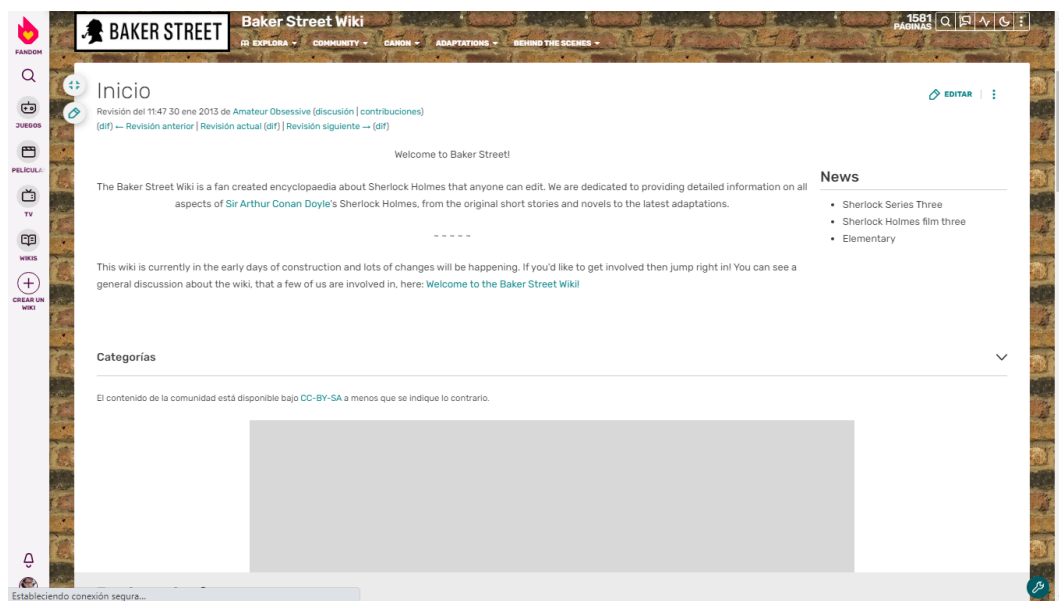 FANDOM
JUEGOS
PELÍCULA
TV
WIKIS
CREAR UN
WIKI
BAKER STREET
Baker Street Wiki
EXPLORA
COMMUNITY
CANON
ADAPTATIONS
BEHIND THE SCENES
1581
PÁGINAS
Inicio
EDITAR
Revisión del 11:47 30 ene 2013 de Amateur Obsessive (discusión | contribuciones)
(dif) ← Revisión anterior | Revisión actual (dif) | Revisión siguiente → (dif)
Welcome to Baker Street!
The Baker Street Wiki is a fan created encyclopaedia about Sherlock Holmes that anyone can edit. We are dedicated to providing detailed information on all
aspects of Sir Arthur Conan Doyle's Sherlock Holmes, from the original short stories and novels to the latest adaptations.
- - - - -
This wiki is currently in the early days of construction and lots of changes will be happening. If you'd like to get involved then jump right in! You can see a
general discussion about the wiki, that a few of us are involved in, here: Welcome to the Baker Street Wiki!
News
• Sherlock Series Three
• Sherlock Holmes film three
• Elementary
Categorías
El contenido de la comunidad está disponible bajo CC-BY-SA a menos que se indique lo contrario.
Estableciendo conexión segura...